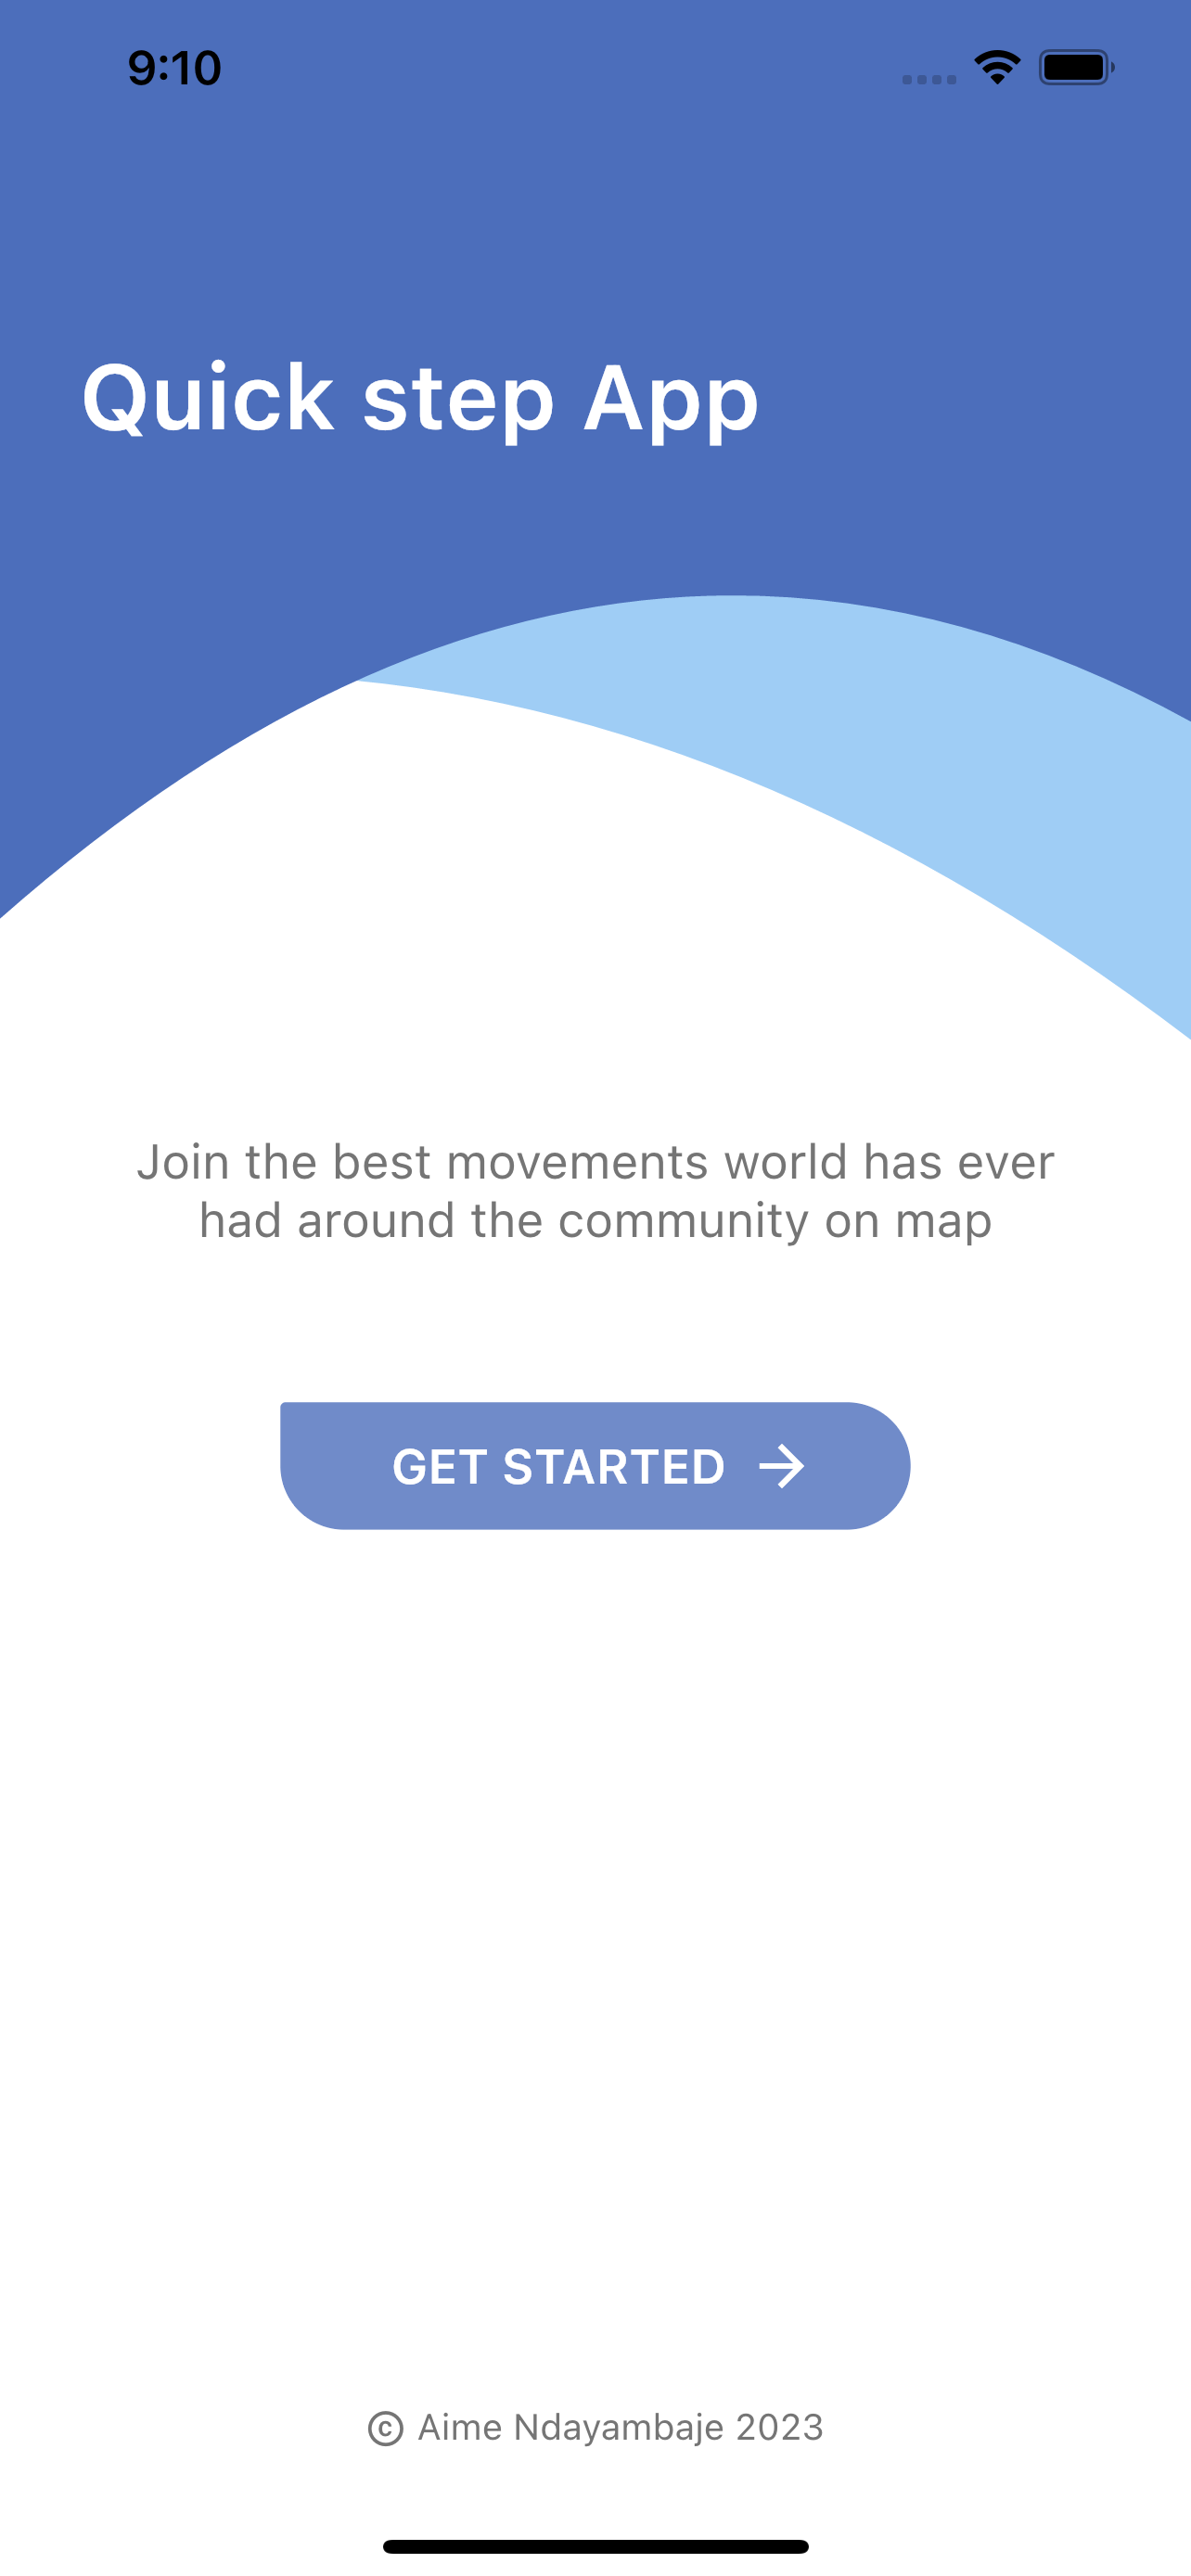 9:10
Quick step App
Join the best movements world has ever
had around the community on map
GET STARTED
© Aime Ndayambaje 2023